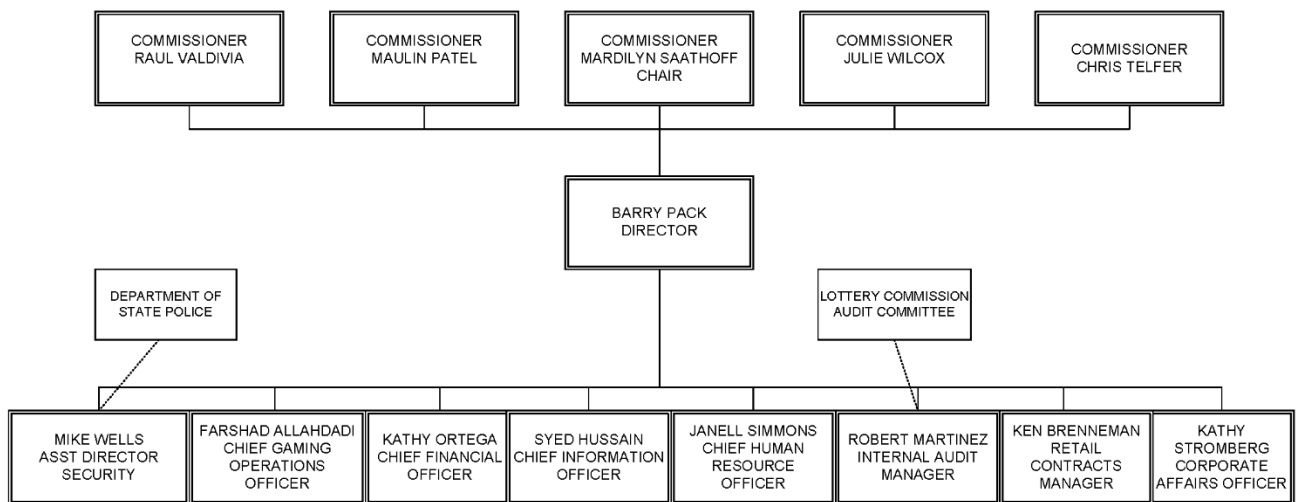 COMMISSIONER
RAUL VALDIVIA
COMMISSIONER
MAULIN PATEL
COMMISSIONER
MARDILYN SAATHOFF
CHAIR
COMMISSIONER
JULIE WILCOX
COMMISSIONER
CHRIS TELFER
BARRY PACK
DIRECTOR
DEPARTMENT OF
STATE POLICE
LOTTERY COMMISSION
AUDIT COMMITTEE
MIKE WELLS
ASST DIRECTOR
SECURITY
FARSHAD ALLAHDADI
CHIEF GAMING
OPERATIONS
OFFICER
KATHY ORTEGA
CHIEF FINANCIAL
OFFICER
SYED HUSSAIN
CHIEF INFORMATION
OFFICER
JANELL SIMMONS
CHIEF HUMAN
RESOURCE
OFFICER
ROBERT MARTINEZ
INTERNAL AUDIT
MANAGER
KEN BRENNEMAN
RETAIL
CONTRACTS
MANAGER
KATHY
STROMBERG
CORPORATE
AFFAIRS OFFICER